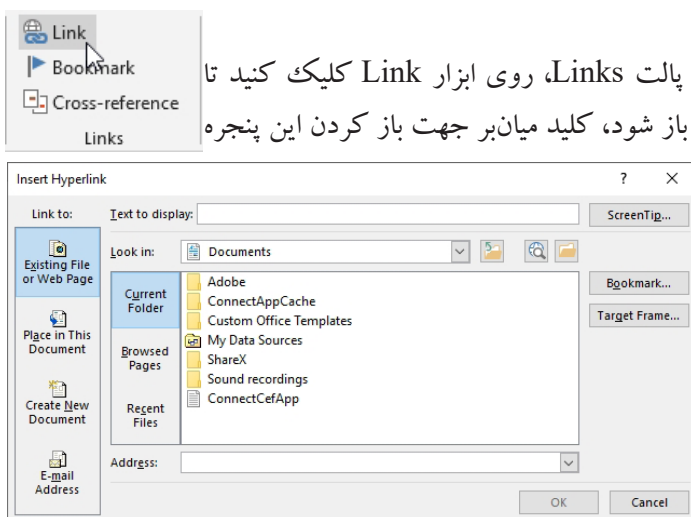 Link
Bookmark
Cross-reference
Links
پالت Links، روی ابزار Link کلیک کنید تا
باز شود، کلید میان‌بر جهت باز کردن این پنجره
Insert Hyperlink ? ×
Link to:
Text to display:
ScreenTip...
Existing File
or Web Page
Look in:
Documents
Current
Folder
Adobe
ConnectAppCache
Custom Office Templates
My Data Sources
ShareX
Sound recordings
ConnectCefApp
Bookmark...
Target Frame...
Place in This
Document
Browsed
Pages
Create New
Document
Recent
Files
E-mail
Address
Address:
OK
Cancel